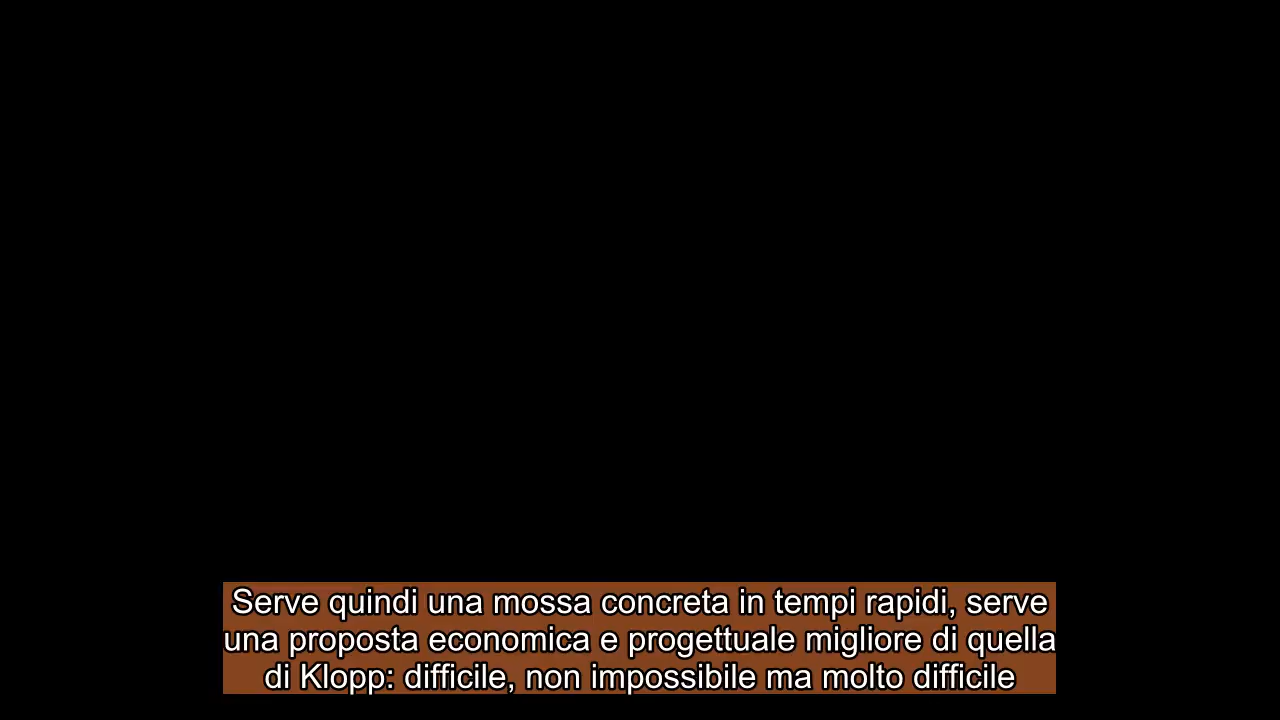 Serve quindi una mossa concreta in tempi rapidi, serve
una proposta economica e progettuale migliore di quella
di Klopp: difficile, non impossibile ma molto difficile